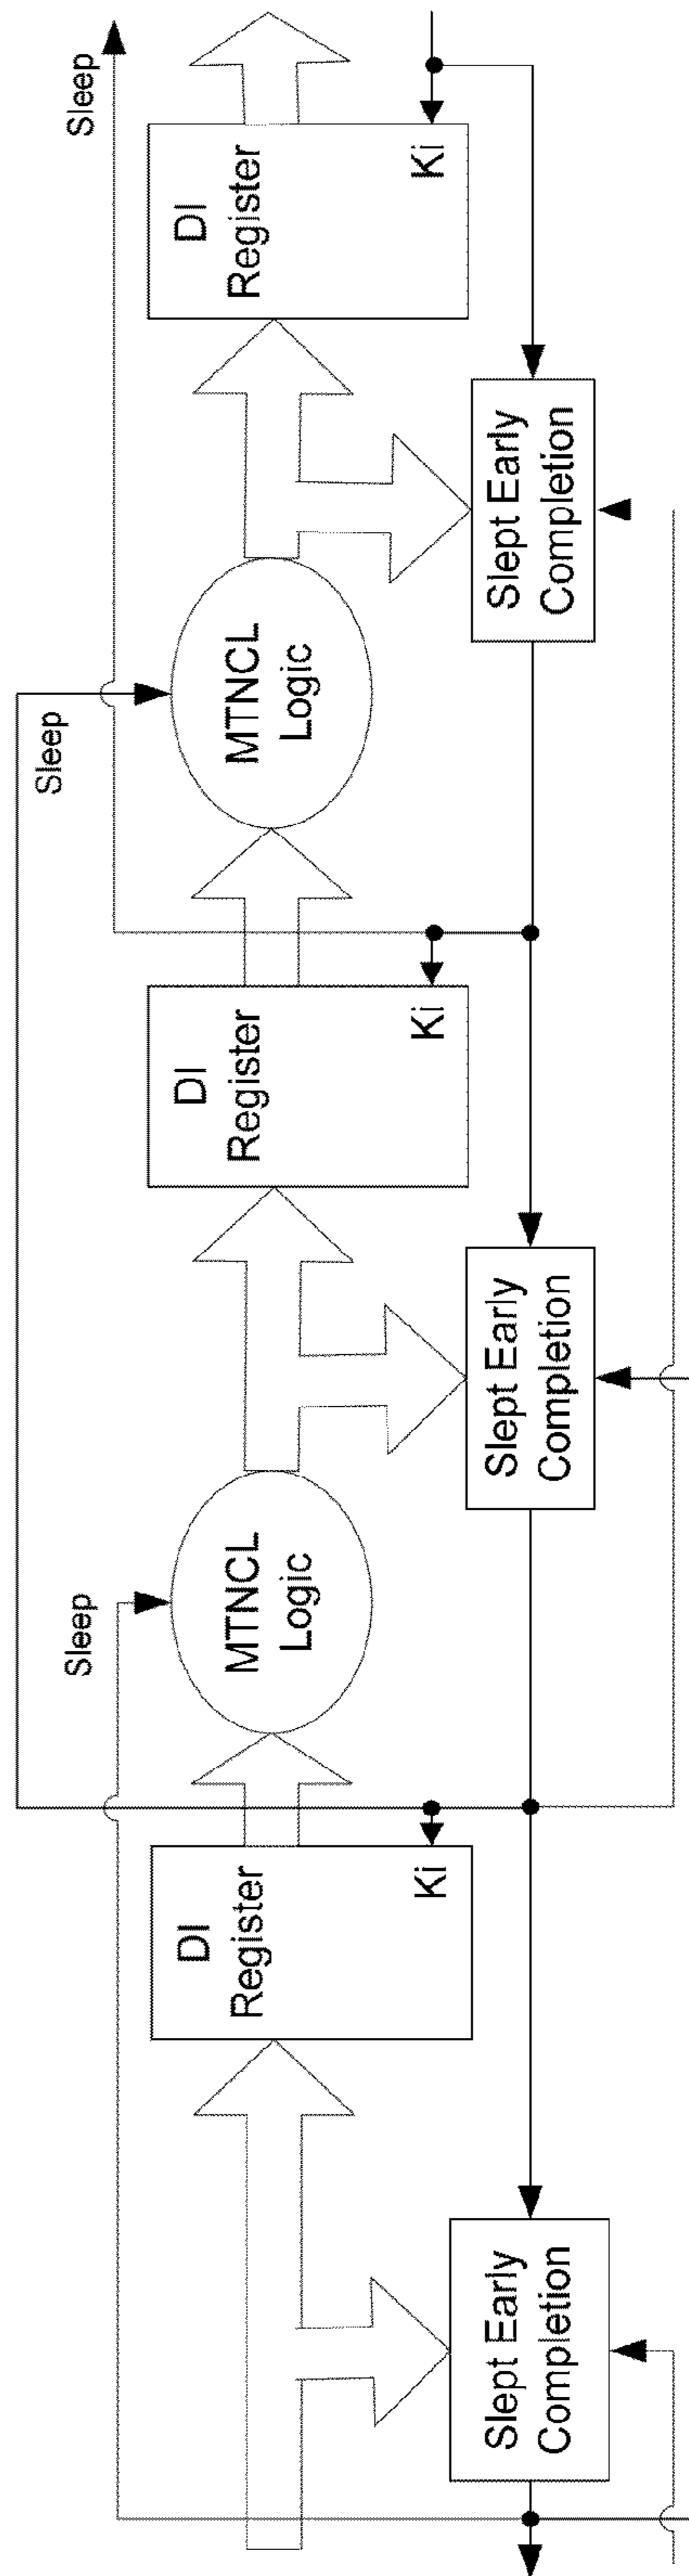 Sleep
Sleep
Sleep
DI
Register
Ki
MTNCL
Logic
DI
Register
Ki
MTNCL
Logic
DI
Register
Ki
Slept Early
Completion
Slept Early
Completion
Slept Early
Completion